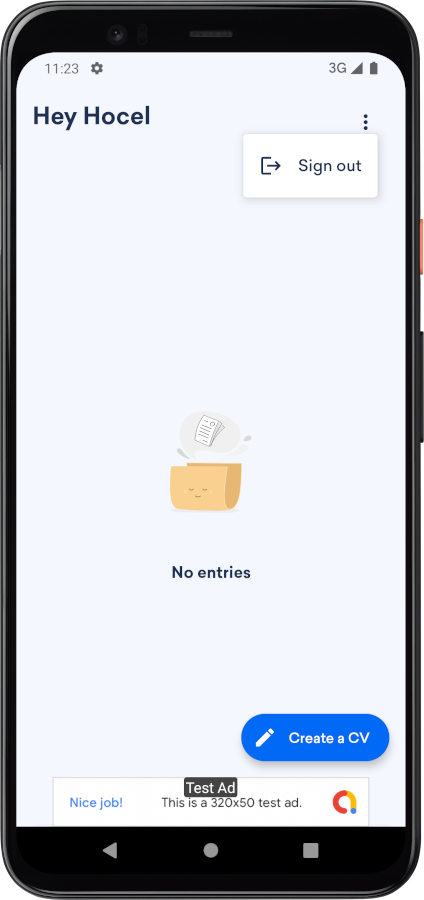 11:23
3G
Hey Hocel
Sign out
No entries
Create a CV
Test Ad
Nice job!
This is a 320x50 test ad.